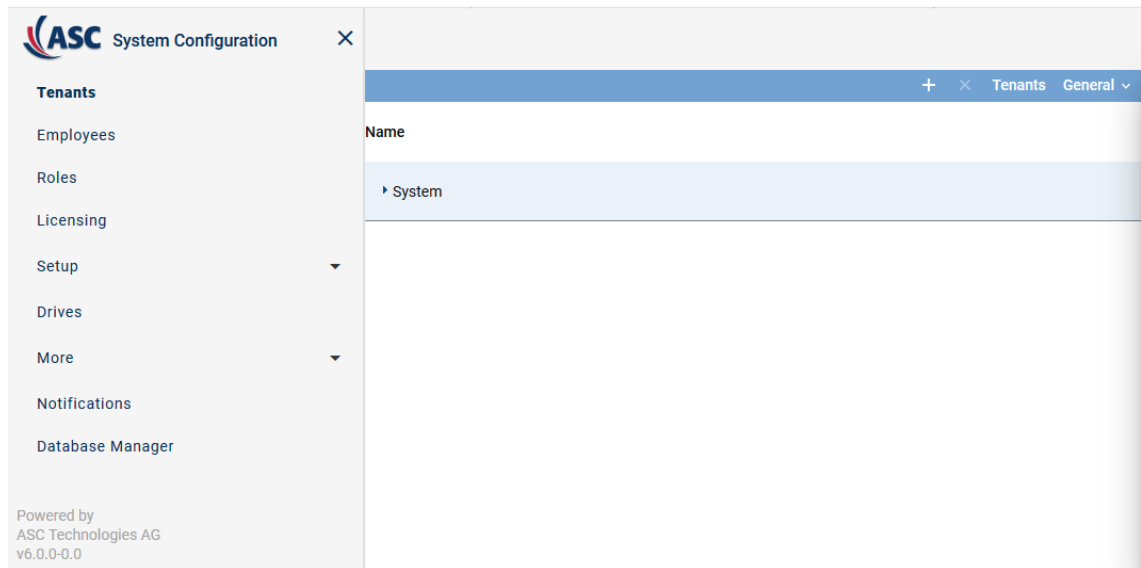 ASC System Configuration
Tenants
Employees
Roles
Licensing
Setup
Drives
More
Notifications
Database Manager
Powered by
ASC Technologies AG
v6.0.0-0.0
Tenants General
Name
System